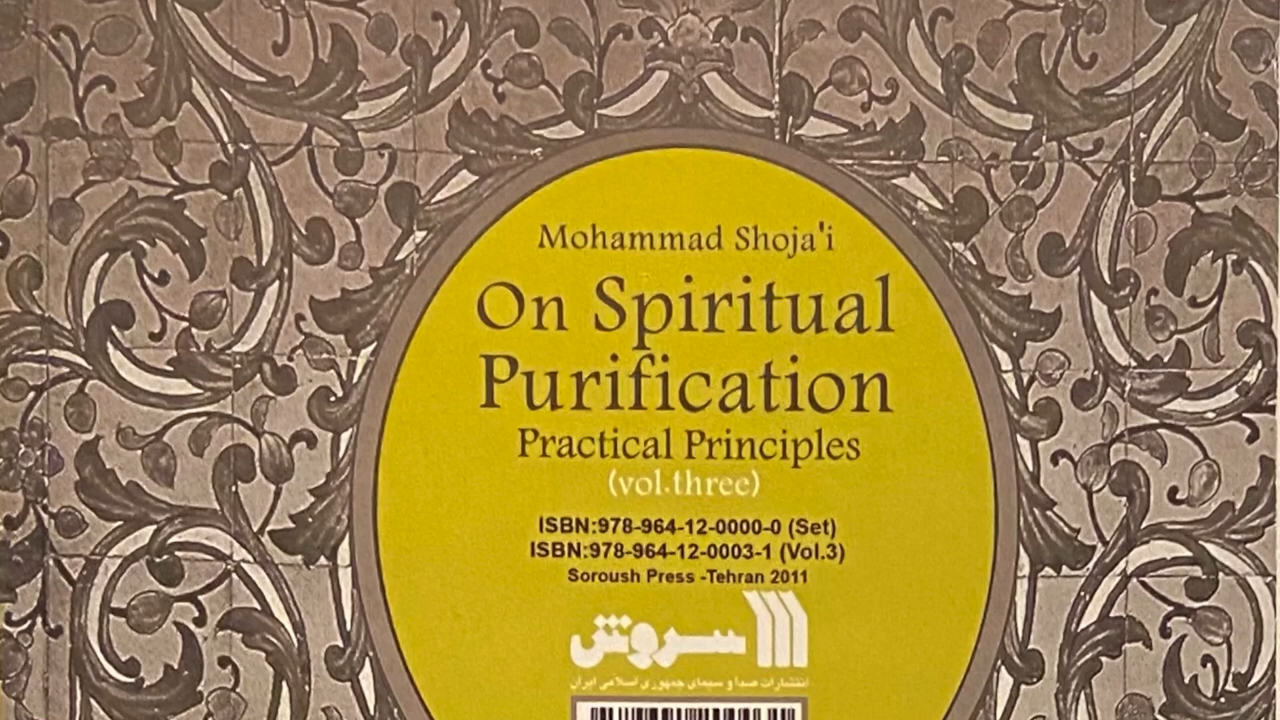 Mohammad Shoja'i
On Spiritual
Purification
Practical Principles
(vol.three)
ISBN:978-964-12-0000-0 (Set)
ISBN:978-964-12-0003-1 (Vol.3)
Soroush Press -Tehran 2011
سروش
انتشارات صدا و سیمای جمهوری اسلامی ایران